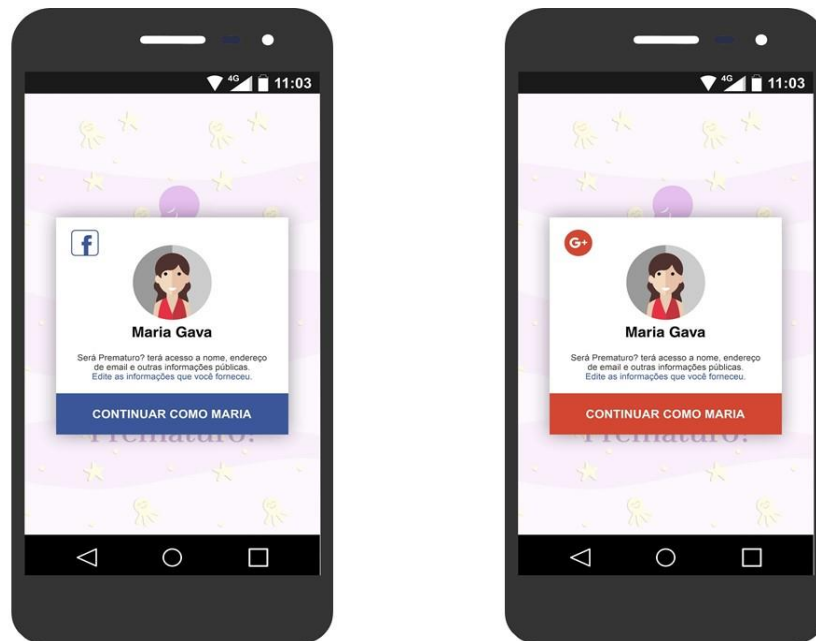 4G 11:03
f
Maria Gava
Será Prematuro? terá acesso a nome, endereço
de email e outras informações públicas.
Edite as informações que você forneceu.
CONTINUAR COMO MARIA
Prematuro?
4G 11:03
G+
Maria Gava
Será Prematuro? terá acesso a nome, endereço
de email e outras informações públicas.
Edite as informações que você forneceu.
CONTINUAR COMO MARIA
Prematuro?